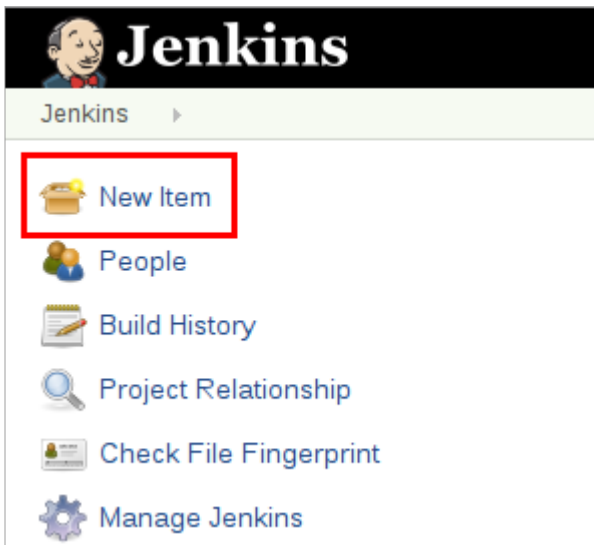 Jenkins
Jenkins
New Item
People
Build History
Project Relationship
Check File Fingerprint
Manage Jenkins